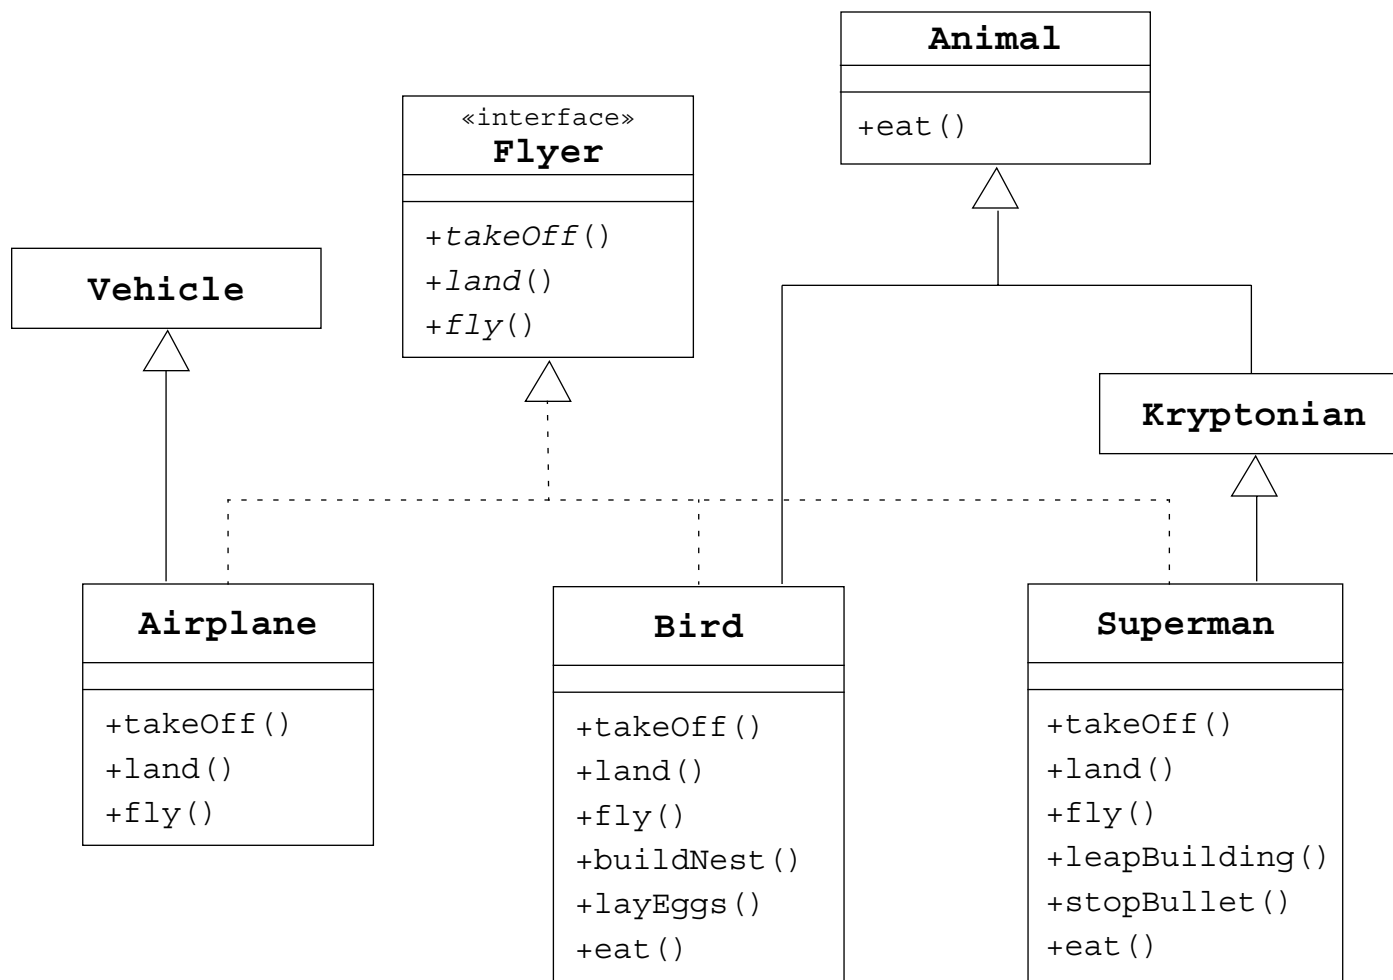 Animal
+eat()
«interface»
Flyer
+takeOff()
+land()
+fly()
Vehicle
Kryptonian
Airplane
+takeOff()
+land()
+fly()
Bird
+takeOff()
+land()
+fly()
+buildNest()
+layEggs()
+eat()
Superman
+takeOff()
+land()
+fly()
+leapBuilding()
+stopBullet()
+eat()